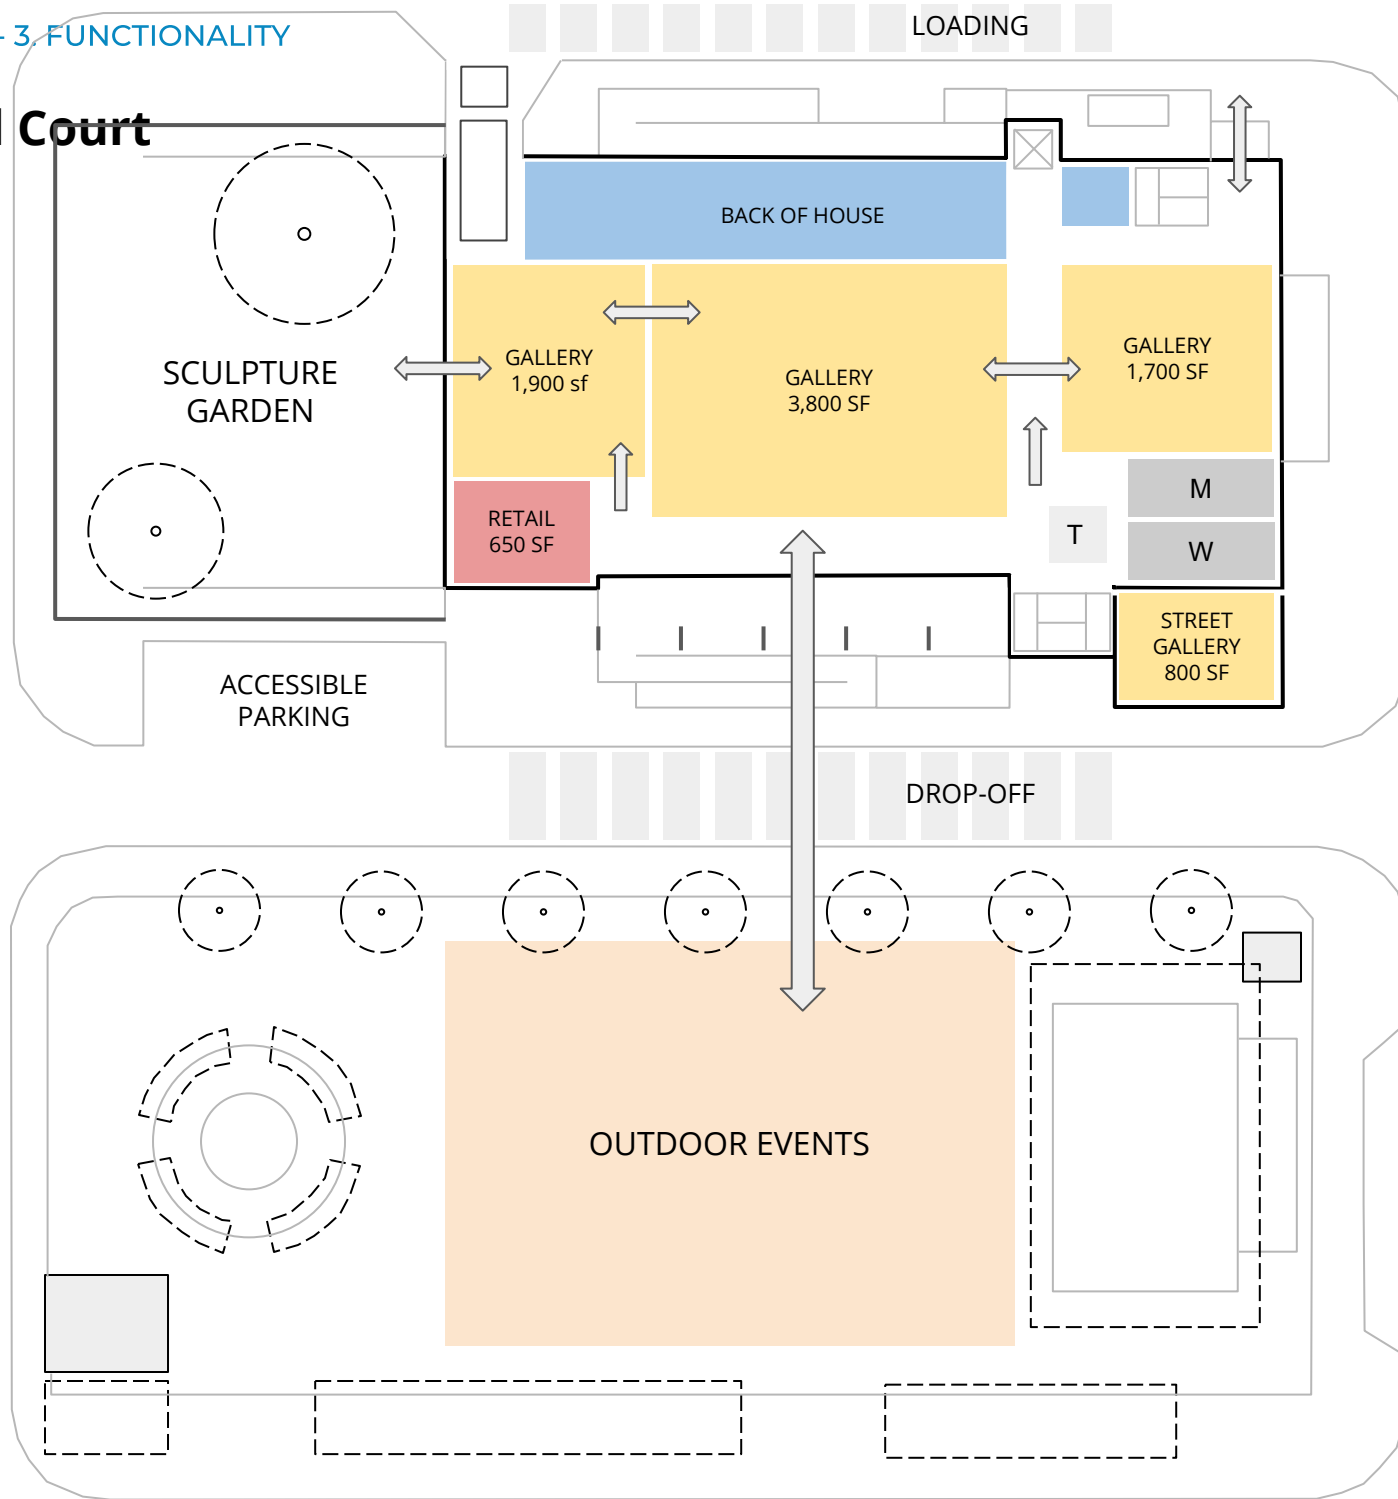 - 3. FUNCTIONALITY
LOADING
Court
BACK OF HOUSE
GALLERY
1,900 sf
GALLERY
3,800 SF
GALLERY
1,700 SF
SCULPTURE
GARDEN
M
RETAIL
650 SF
T
W
STREET
GALLERY
800 SF
ACCESSIBLE
PARKING
DROP-OFF
OUTDOOR EVENTS